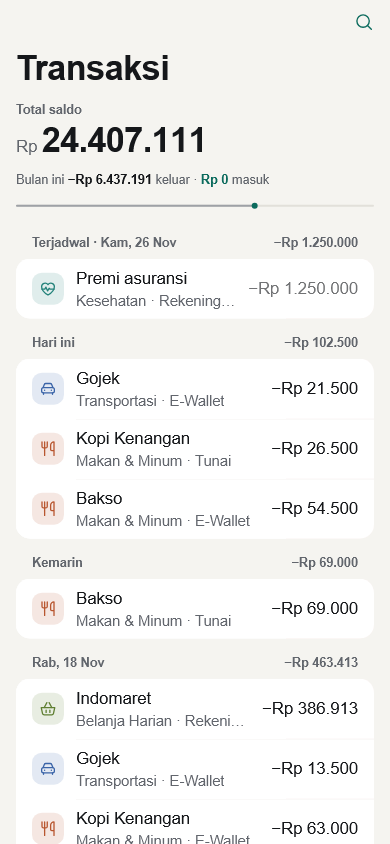 Transaksi
Total saldo
Rp 24.407.111
Bulan ini −Rp 6.437.191 keluar · Rp 0 masuk
Terjadwal · Kam, 26 Nov −Rp 1.250.000
Premi asuransi
−Rp 1.250.000
Kesehatan · Rekening…
Hari ini −Rp 102.500
Gojek
−Rp 21.500
Transportasi · E-Wallet
Kopi Kenangan
−Rp 26.500
Makan & Minum · Tunai
Bakso
−Rp 54.500
Makan & Minum · E-Wallet
Kemarin −Rp 69.000
Bakso
−Rp 69.000
Makan & Minum · Tunai
Rab, 18 Nov −Rp 463.413
Indomaret
−Rp 386.913
Belanja Harian · Rekeni…
Gojek
−Rp 13.500
Transportasi · E-Wallet
Kopi Kenangan
−Rp 63.000
Makan & Minum · E-Wallet